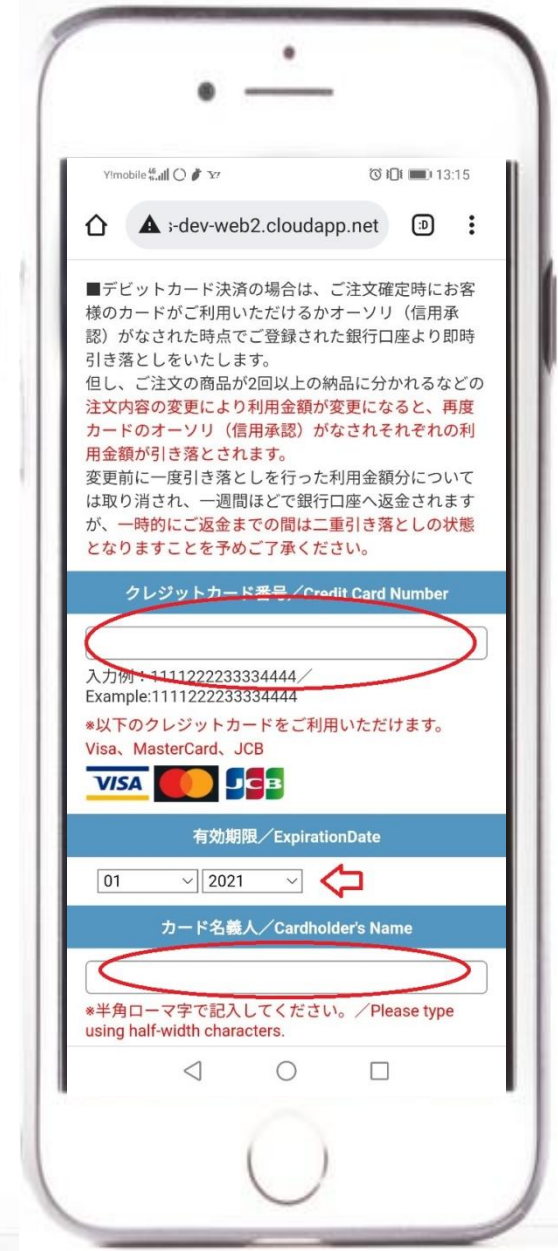 Y!mobile 13:15
s-dev-web2.cloudapp.net :D
■デビットカード決済の場合は、ご注文確定時にお客
様のカードがご利用いただけるかオーソリ（信用承
認）がなされた時点でご登録された銀行口座より即時
引き落としをいたします。
但し、ご注文の商品が2回以上の納品に分かれるなどの
注文内容の変更により利用金額が変更になると、再度
カードのオーソリ（信用承認）がなされそれぞれの利
用金額が引き落とされます。
変更前に一度引き落としを行った利用金額分について
は取り消され、一週間ほどで銀行口座へ返金されます
が、一時的にご返金までの間は二重引き落としの状態
となりますことを予めご了承ください。
クレジットカード番号／Credit Card Number
入力例：1111222233334444／
Example:1111222233334444
*以下のクレジットカードをご利用いただけます。
Visa、MasterCard、JCB
VISA JCB
有効期限／ExpirationDate
01 2021
カード名義人／Cardholder's Name
*半角ローマ字で記入してください。／Please type
using half-width characters.